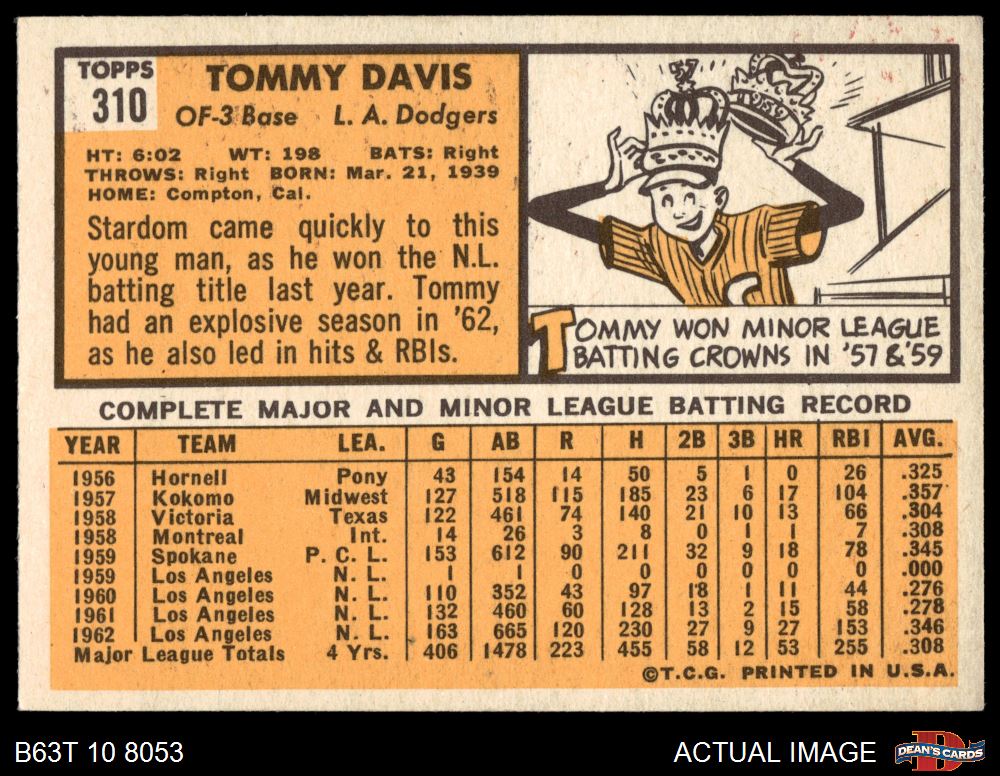 TOPPS
310
TOMMY DAVIS
OF-3 Base L. A. Dodgers
HT: 6:02 WT: 198 BATS: Right
THROWS: Right BORN: Mar. 21, 1939
HOME: Compton, Cal.
Stardom came quickly to this
young man, as he won the N.L.
batting title last year. Tommy
had an explosive season in '62,
as he also led in hits & RBIs.
'57
1959
TOMMY WON MINOR LEAGUE
BATTING CROWNS IN '57 & '59
COMPLETE MAJOR AND MINOR LEAGUE BATTING RECORD
YEAR TEAM LEA. G AB R H 2B 3B HR RBI AVG.
1956 Hornell Pony 43 154 14 50 5 1 0 26 .325
1957 Kokomo Midwest 127 518 115 185 23 6 17 104 .357
1958 Victoria Texas 122 461 74 140 21 10 13 66 .304
1958 Montreal Int. 14 26 3 8 0 1 1 7 .308
1959 Spokane P. C. L. 153 612 90 211 32 9 18 78 .345
1959 Los Angeles N. L. 1 1 0 0 0 0 0 0 .000
1960 Los Angeles N. L. 110 352 43 97 18 1 11 44 .276
1961 Los Angeles N. L. 132 460 60 128 13 2 15 58 .278
1962 Los Angeles N. L. 163 665 120 230 27 9 27 153 .346
Major League Totals 4 Yrs. 406 1478 223 455 58 12 53 255 .308
©T.C.G. PRINTED IN U.S.A.
B63T 10 8053
ACTUAL IMAGE
DEAN'S CARDS